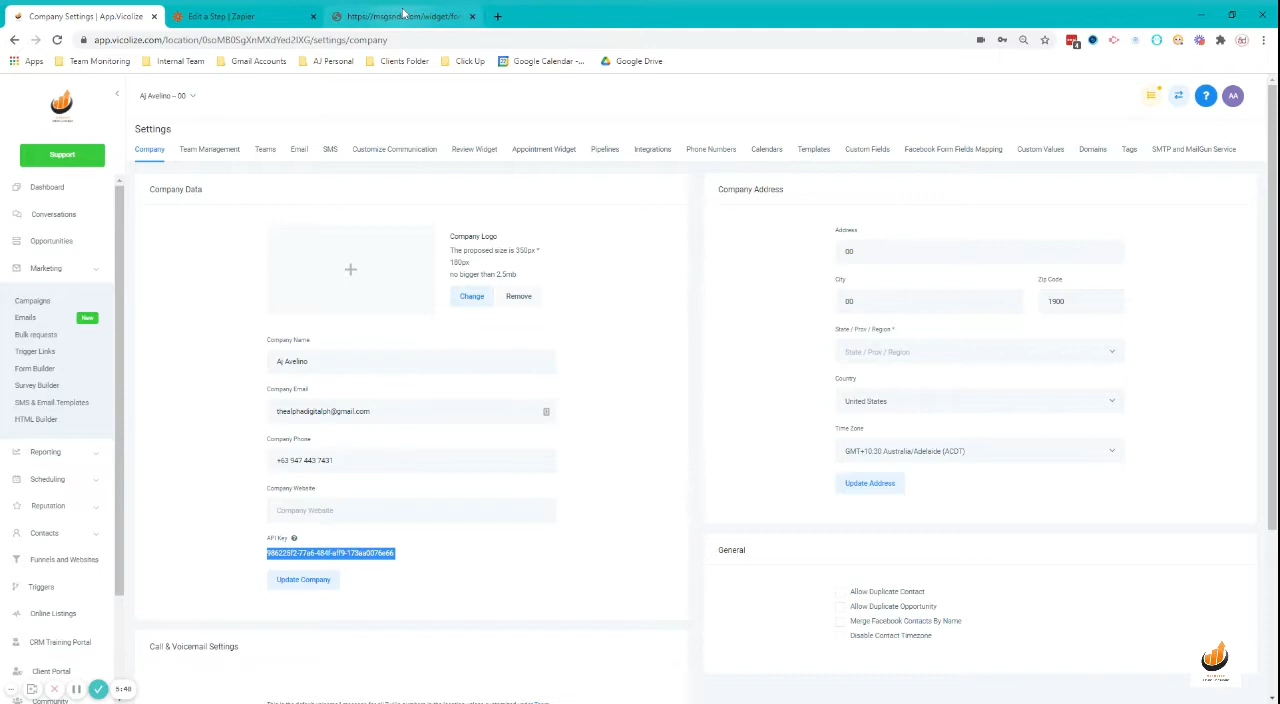 Company Settings | App.Vicolize
Edit a Step | Zapier
https://msgsndr.com/widget/for
app.vicolize.com/location/0soMB0SgXnMXdYed2IXG/settings/company
Apps
Team Monitoring
Internal Team
Gmail Accounts
AJ Personal
Clients Folder
Click Up
Google Calendar -...
Google Drive
Aj Avelino -- 00
?
AA
Settings
Support
Company
Team Management
Teams
Email
SMS
Customize Communication
Review Widget
Appointment Widget
Pipelines
Integrations
Phone Numbers
Calendars
Templates
Custom Fields
Facebook Form Fields Mapping
Custom Values
Domains
Tags
SMTP and MailGun Service
Dashboard
Conversations
Opportunities
Marketing
Campaigns
Emails
New
Bulk requests
Trigger Links
Form Builder
Survey Builder
SMS & Email Templates
HTML Builder
Reporting
Scheduling
Reputation
Contacts
Funnels and Websites
Triggers
Online Listings
CRM Training Portal
Client Portal
Community
5:48
Company Data
Company Logo
The proposed size is 350px *
180px
no bigger than 2.5mb
Change
Remove
Company Name
Aj Avelino
Company Email
thealphadigitalph@gmail.com
Company Phone
+63 947 443 7431
Company Website
Company Website
API Key
986225f2-77a6-484f-aff9-173aa0076e66
Update Company
Call & Voicemail Settings
Company Address
Address
00
City
00
Zip Code
1900
State / Prov / Region *
State / Prov / Region
Country
United States
Time Zone
GMT+10:30 Australia/Adelaide (ACDT)
Update Address
General
Allow Duplicate Contact
Allow Duplicate Opportunity
Merge Facebook Contacts By Name
Disable Contact Timezone